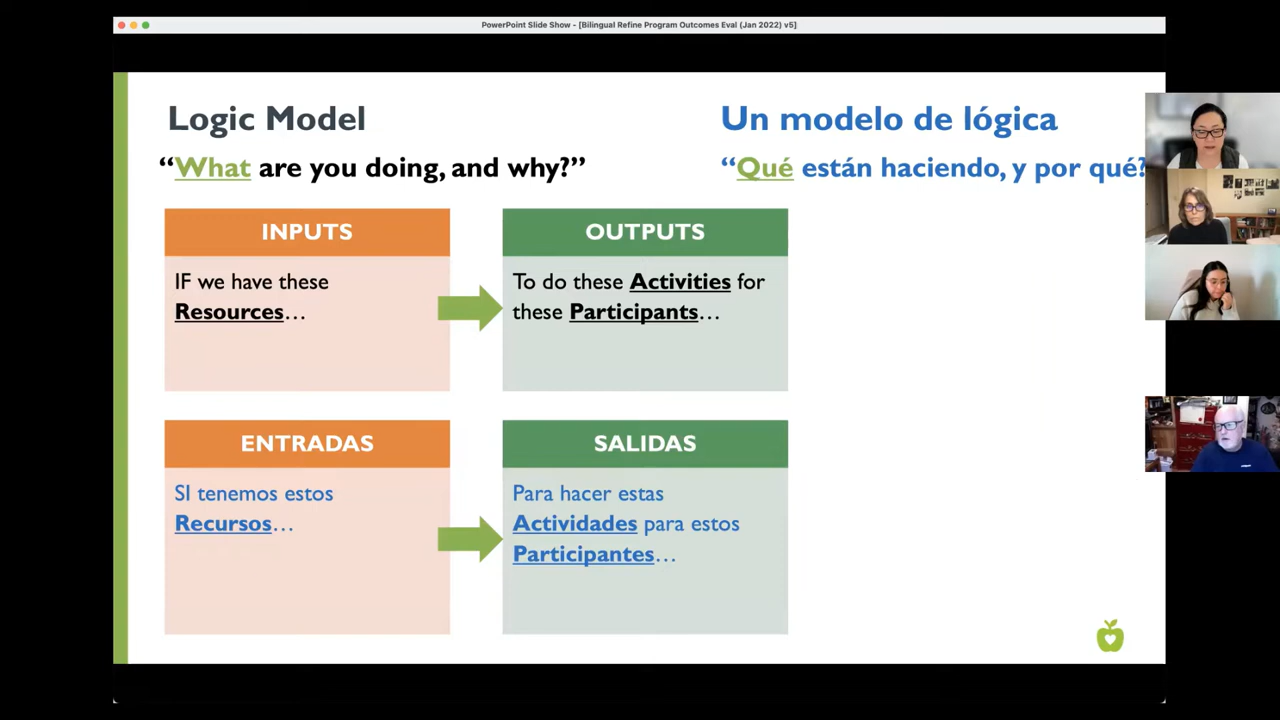 PowerPoint Slide Show - [Bilingual Refine Program Outcomes Eval (Jan 2022) v5]
Logic Model
“What are you doing, and why?”
Un modelo de lógica
“Qué están haciendo, y por qué?
INPUTS
IF we have these
Resources…
OUTPUTS
To do these Activities for
these Participants…
ENTRADAS
SI tenemos estos
Recursos…
SALIDAS
Para hacer estas
Actividades para estos
Participantes…